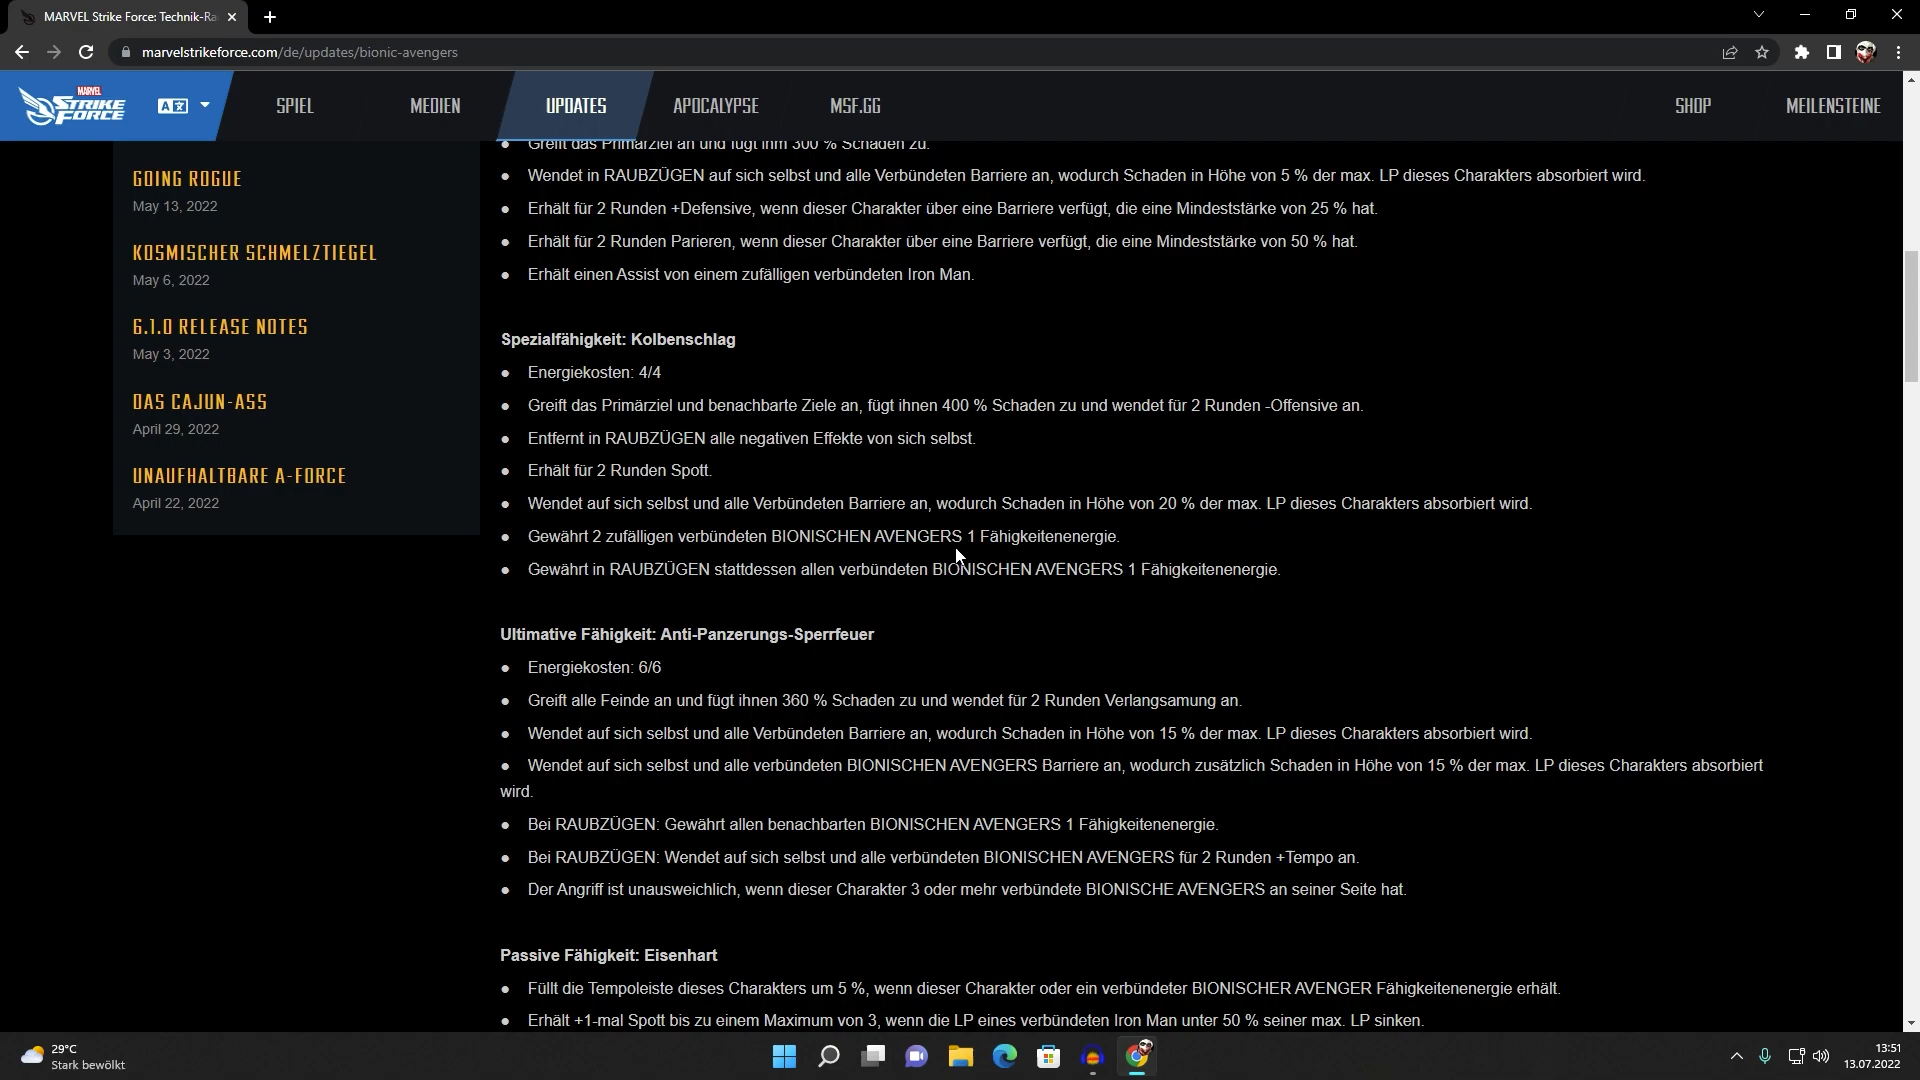 MARVEL Strike Force: Technik-Ra
marvelstrikeforce.com/de/updates/bionic-avengers
MARVEL
STRIKE
FORCE
SPIEL
MEDIEN
UPDATES
APOCALYPSE
MSF.GG
SHOP
MEILENSTEINE
GOING ROGUE
May 13, 2022
KOSMISCHER SCHMELZTIEGEL
May 6, 2022
6.1.0 RELEASE NOTES
May 3, 2022
DAS CAJUN-ASS
April 29, 2022
UNAUFHALTBARE A-FORCE
April 22, 2022
● Greift das Primärziel an und fügt ihm 300 % Schaden zu.
● Wendet in RAUBZÜGEN auf sich selbst und alle Verbündeten Barriere an, wodurch Schaden in Höhe von 5 % der max. LP dieses Charakters absorbiert wird.
● Erhält für 2 Runden +Defensive, wenn dieser Charakter über eine Barriere verfügt, die eine Mindeststärke von 25 % hat.
● Erhält für 2 Runden Parieren, wenn dieser Charakter über eine Barriere verfügt, die eine Mindeststärke von 50 % hat.
● Erhält einen Assist von einem zufälligen verbündeten Iron Man.
Spezialfähigkeit: Kolbenschlag
● Energiekosten: 4/4
● Greift das Primärziel und benachbarte Ziele an, fügt ihnen 400 % Schaden zu und wendet für 2 Runden -Offensive an.
● Entfernt in RAUBZÜGEN alle negativen Effekte von sich selbst.
● Erhält für 2 Runden Spott.
● Wendet auf sich selbst und alle Verbündeten Barriere an, wodurch Schaden in Höhe von 20 % der max. LP dieses Charakters absorbiert wird.
● Gewährt 2 zufälligen verbündeten BIONISCHEN AVENGERS 1 Fähigkeitenenergie.
● Gewährt in RAUBZÜGEN stattdessen allen verbündeten BIONISCHEN AVENGERS 1 Fähigkeitenenergie.
Ultimative Fähigkeit: Anti-Panzerungs-Sperrfeuer
● Energiekosten: 6/6
● Greift alle Feinde an und fügt ihnen 360 % Schaden zu und wendet für 2 Runden Verlangsamung an.
● Wendet auf sich selbst und alle Verbündeten Barriere an, wodurch Schaden in Höhe von 15 % der max. LP dieses Charakters absorbiert wird.
● Wendet auf sich selbst und alle verbündeten BIONISCHEN AVENGERS Barriere an, wodurch zusätzlich Schaden in Höhe von 15 % der max. LP dieses Charakters absorbiert
wird.
● Bei RAUBZÜGEN: Gewährt allen benachbarten BIONISCHEN AVENGERS 1 Fähigkeitenenergie.
● Bei RAUBZÜGEN: Wendet auf sich selbst und alle verbündeten BIONISCHEN AVENGERS für 2 Runden +Tempo an.
● Der Angriff ist unausweichlich, wenn dieser Charakter 3 oder mehr verbündete BIONISCHE AVENGERS an seiner Seite hat.
Passive Fähigkeit: Eisenhart
● Füllt die Tempoleiste dieses Charakters um 5 %, wenn dieser Charakter oder ein verbündeter BIONISCHER AVENGER Fähigkeitenenergie erhält.
● Erhält +1-mal Spott bis zu einem Maximum von 3, wenn die LP eines verbündeten Iron Man unter 50 % seiner max. LP sinken.
29°C
Stark bewölkt
13:51
13.07.2022